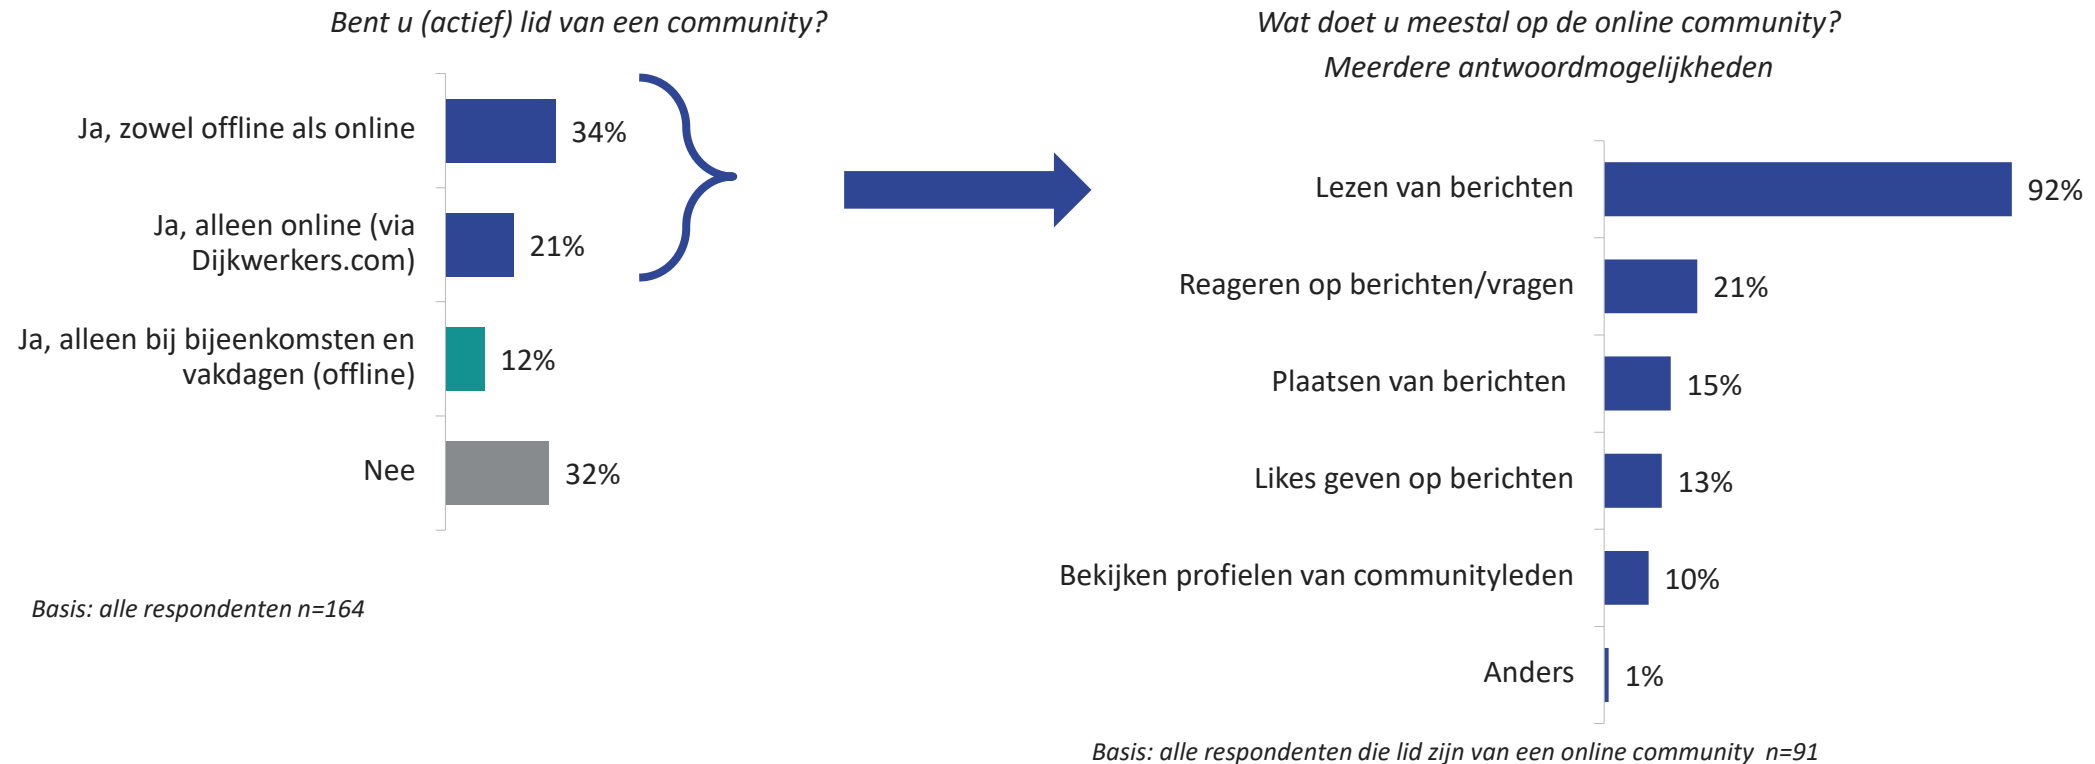 Bent u (actief) lid van een community?
Ja, zowel offline als online
34%
Ja, alleen online (via
Dijkwerkers.com)
21%
Ja, alleen bij bijeenkomsten en
vakdagen (offline)
12%
Nee
32%
Basis: alle respondenten n=164
Wat doet u meestal op de online community?
Meerdere antwoordmogelijkheden
Lezen van berichten
92%
Reageren op berichten/vragen
21%
Plaatsen van berichten
15%
Likes geven op berichten
13%
Bekijken profielen van communityleden
10%
Anders
1%
Basis: alle respondenten die lid zijn van een online community n=91